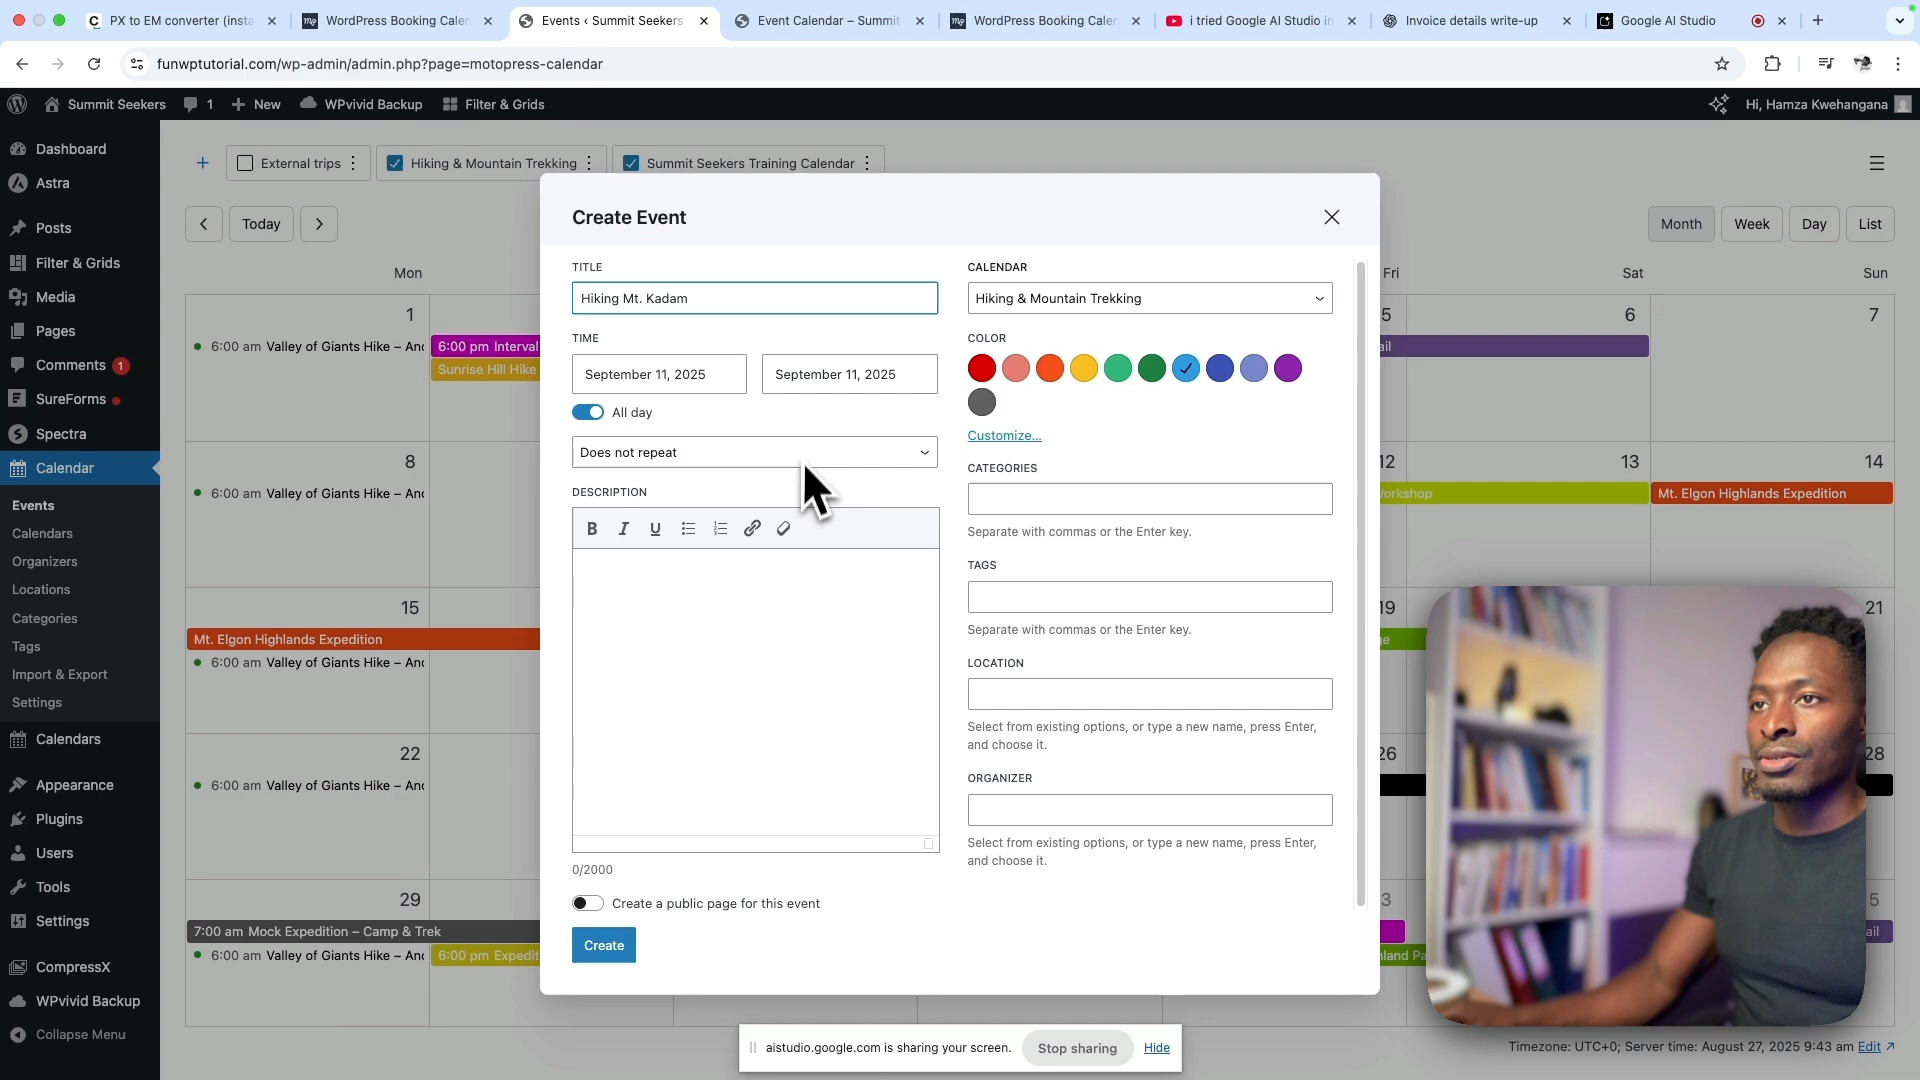 PX to EM converter (insta
WordPress Booking Calen
Events ‹ Summit Seekers
Event Calendar – Summit
WordPress Booking Calen
i tried Google AI Studio in
Invoice details write-up
Google AI Studio
funwptutorial.com/wp-admin/admin.php?page=motopress-calendar
Summit Seekers
1
New
WPvivid Backup
Filter & Grids
Hi, Hamza Kwehangana
Dashboard
Astra
Posts
Filter & Grids
Media
Pages
Comments 1
SureForms
Spectra
Calendar
Events
Calendars
Organizers
Locations
Categories
Tags
Import & Export
Settings
Calendars
Appearance
Plugins
Users
Tools
Settings
CompressX
WPvivid Backup
Collapse Menu
External trips
Hiking & Mountain Trekking
Summit Seekers Training Calendar
Today
Month
Week
Day
List
Mon
Fri
Sat
Sun
1
5
6
7
6:00 am Valley of Giants Hike – Anc
6:00 pm Interval
ail
Sunrise Hill Hike
8
12
13
14
6:00 am Valley of Giants Hike – Anc
Workshop
Mt. Elgon Highlands Expedition
15
19
21
Mt. Elgon Highlands Expedition
ge
6:00 am Valley of Giants Hike – Anc
22
26
28
6:00 am Valley of Giants Hike – Anc
29
3
5
7:00 am Mock Expedition – Camp & Trek
ail
6:00 am Valley of Giants Hike – Anc
6:00 pm Expedit
hland Pa
Create Event
TITLE
Hiking Mt. Kadam
TIME
September 11, 2025
September 11, 2025
All day
Does not repeat
DESCRIPTION
B I U
0/2000
Create a public page for this event
Create
CALENDAR
Hiking & Mountain Trekking
COLOR
Customize...
CATEGORIES
Separate with commas or the Enter key.
TAGS
Separate with commas or the Enter key.
LOCATION
Select from existing options, or type a new name, press Enter,
and choose it.
ORGANIZER
Select from existing options, or type a new name, press Enter,
and choose it.
aistudio.google.com is sharing your screen.
Stop sharing
Hide
Timezone: UTC+0; Server time: August 27, 2025 9:43 am Edit